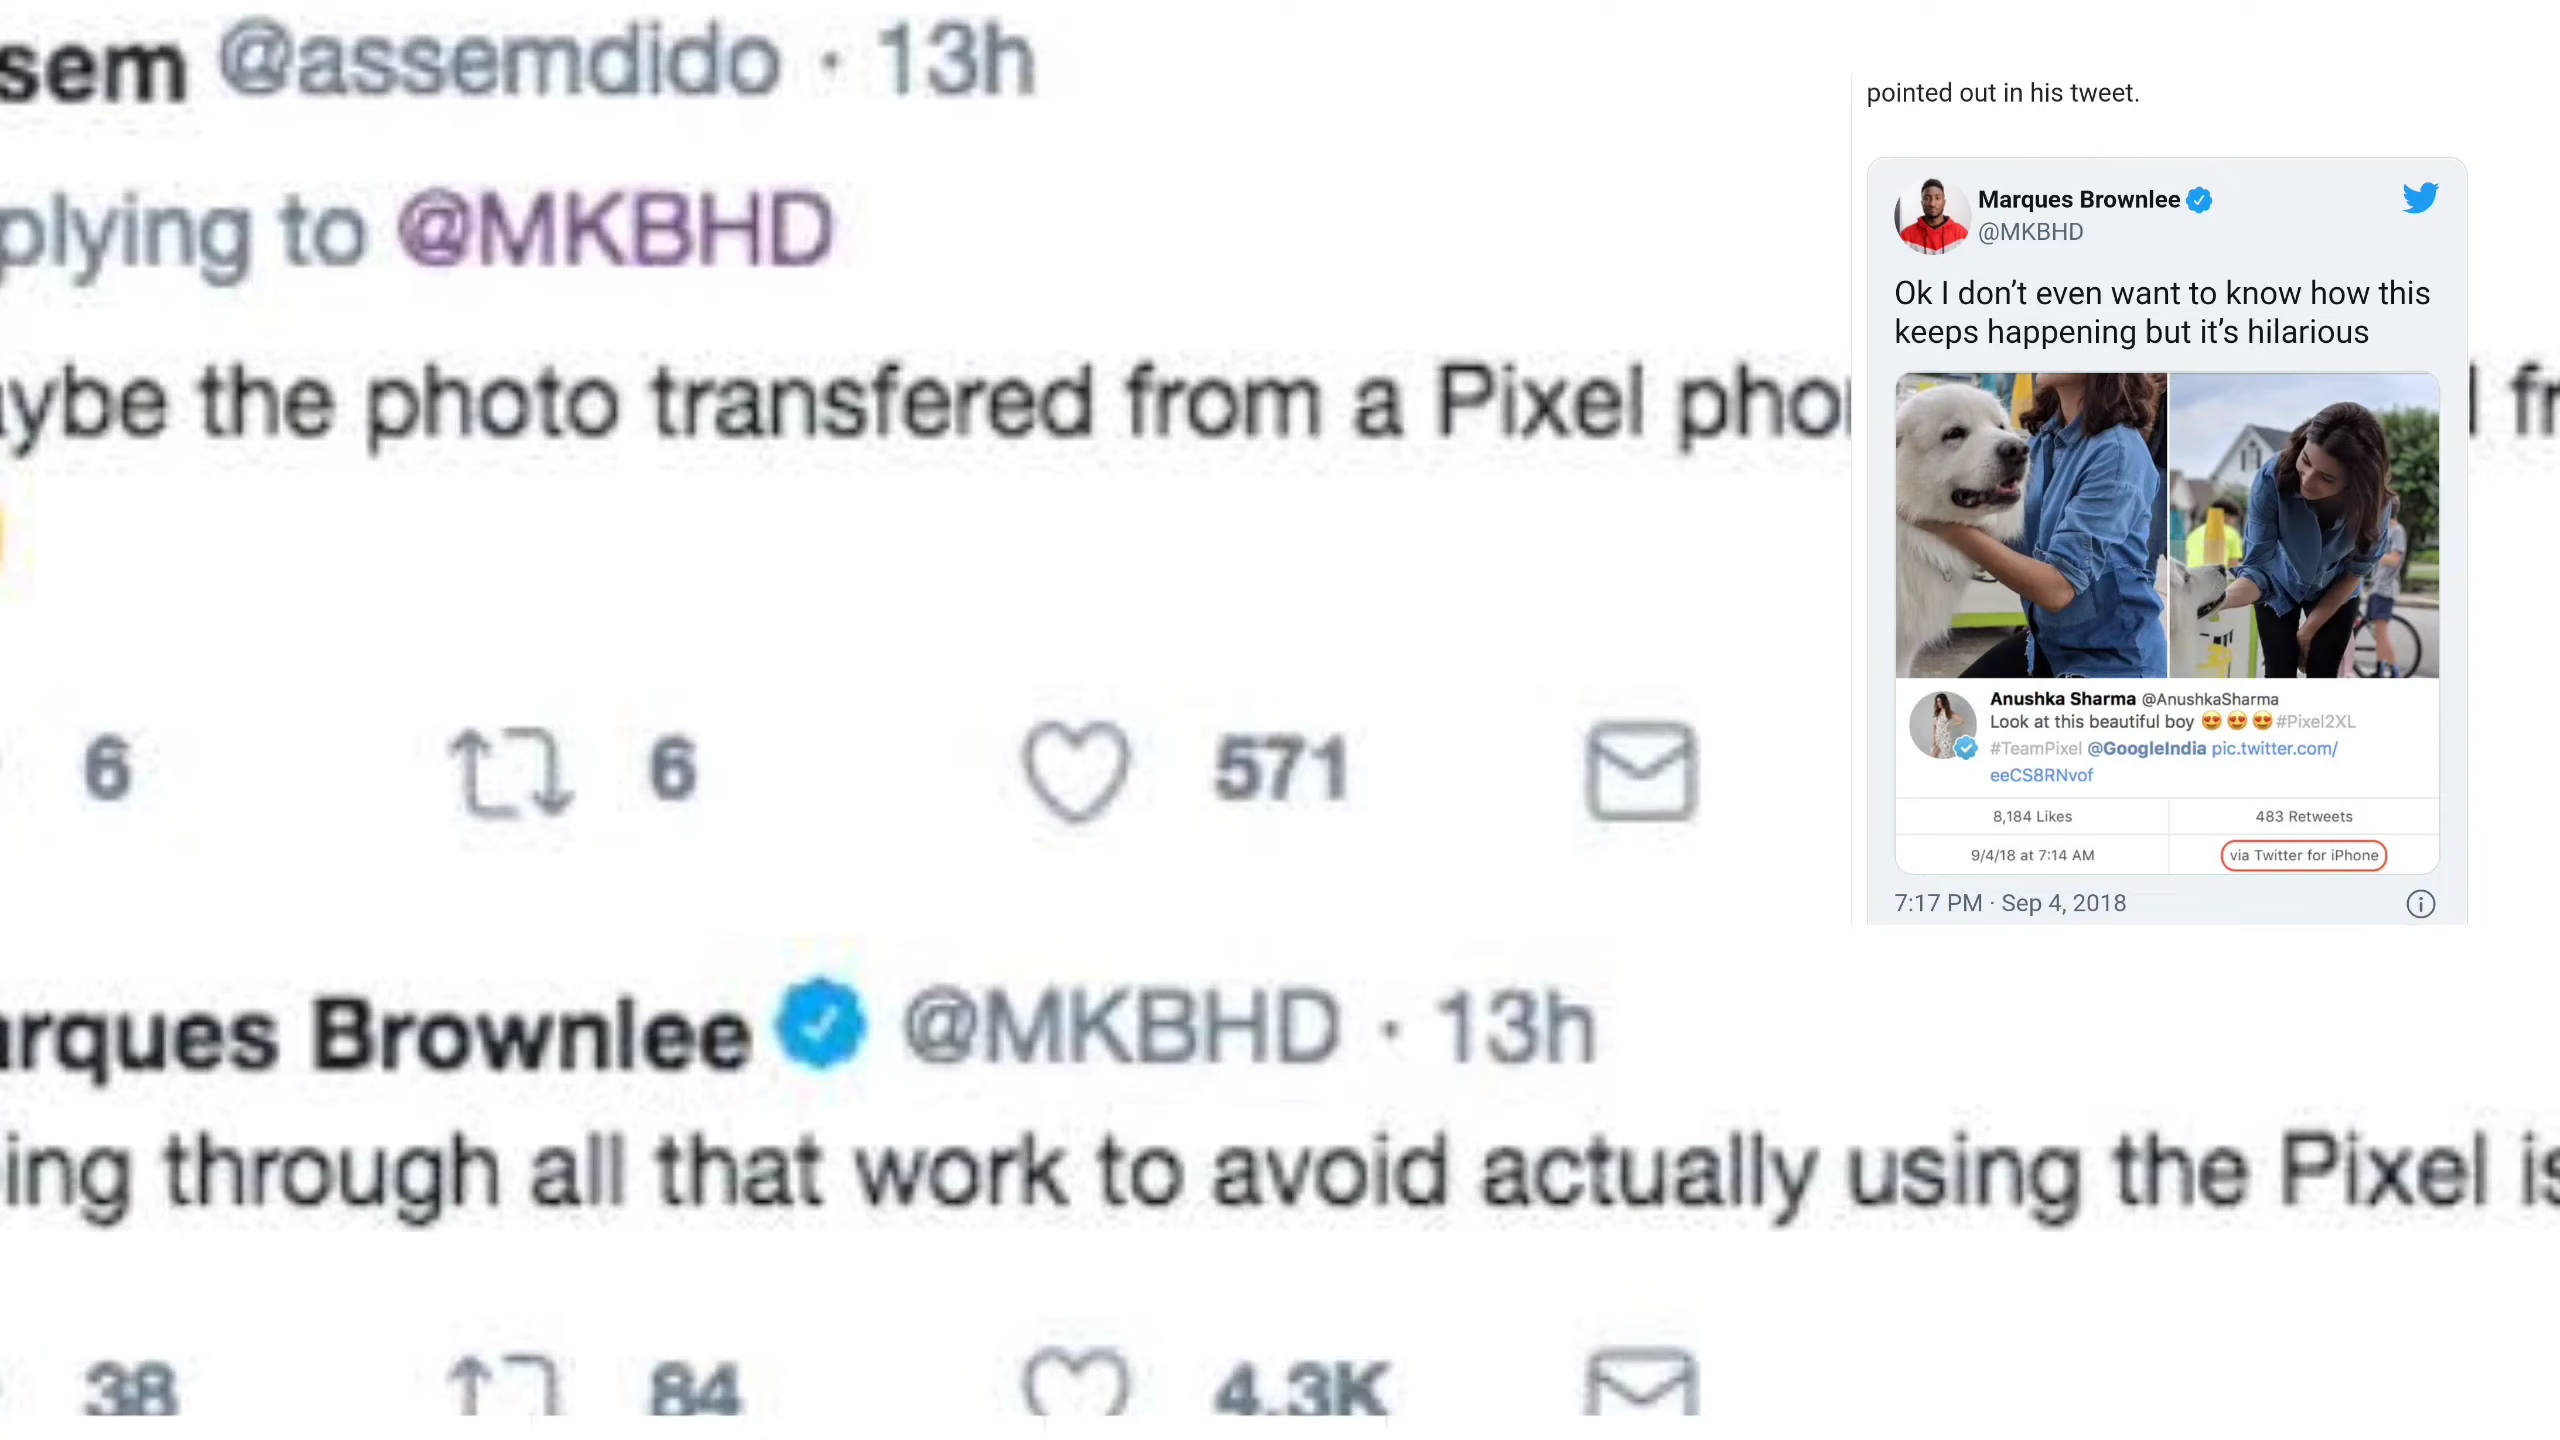 sem @assemdido · 13h
plying to @MKBHD
aybe the photo transfered from a Pixel phon
6 6 571
arques Brownlee @MKBHD · 13h
ing through all that work to avoid actually using the Pixel is
38 84 4.3K
pointed out in his tweet.
Marques Brownlee
@MKBHD
Ok I don’t even want to know how this
keeps happening but it’s hilarious
Anushka Sharma @AnushkaSharma
Look at this beautiful boy 😍 😍 😍 #Pixel2XL
#TeamPixel @GoogleIndia pic.twitter.com/
eeCS8RNvof
8,184 Likes 483 Retweets
9/4/18 at 7:14 AM via Twitter for iPhone
7:17 PM · Sep 4, 2018